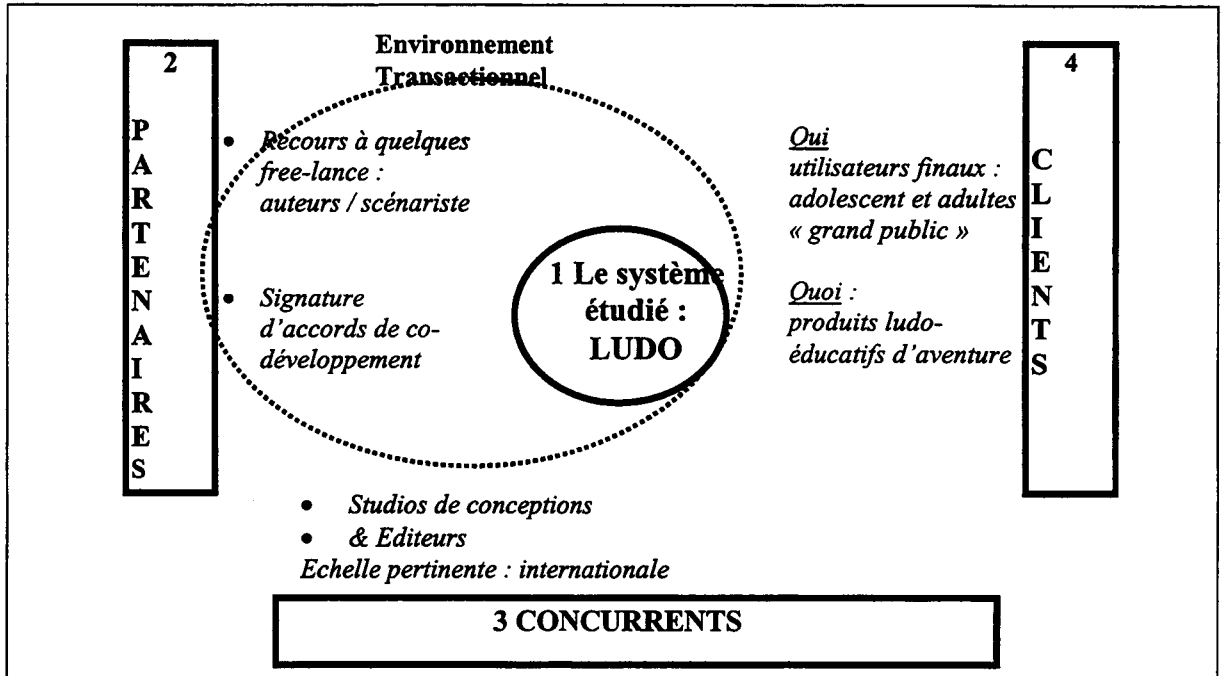 Environnement
Transactionnel
2
PARTENAIRES
• Recours à quelques
free-lance :
auteurs / scénariste
• Signature
d'accords de co-
développement
1 Le système
étudié :
LUDO
Qui
utilisateurs finaux :
adolescent et adultes
« grand public »
Quoi :
produits ludo-
éducatifs d'aventure
4
CLIENTS
• Studios de conceptions
• & Editeurs
Echelle pertinente : internationale
3 CONCURRENTS